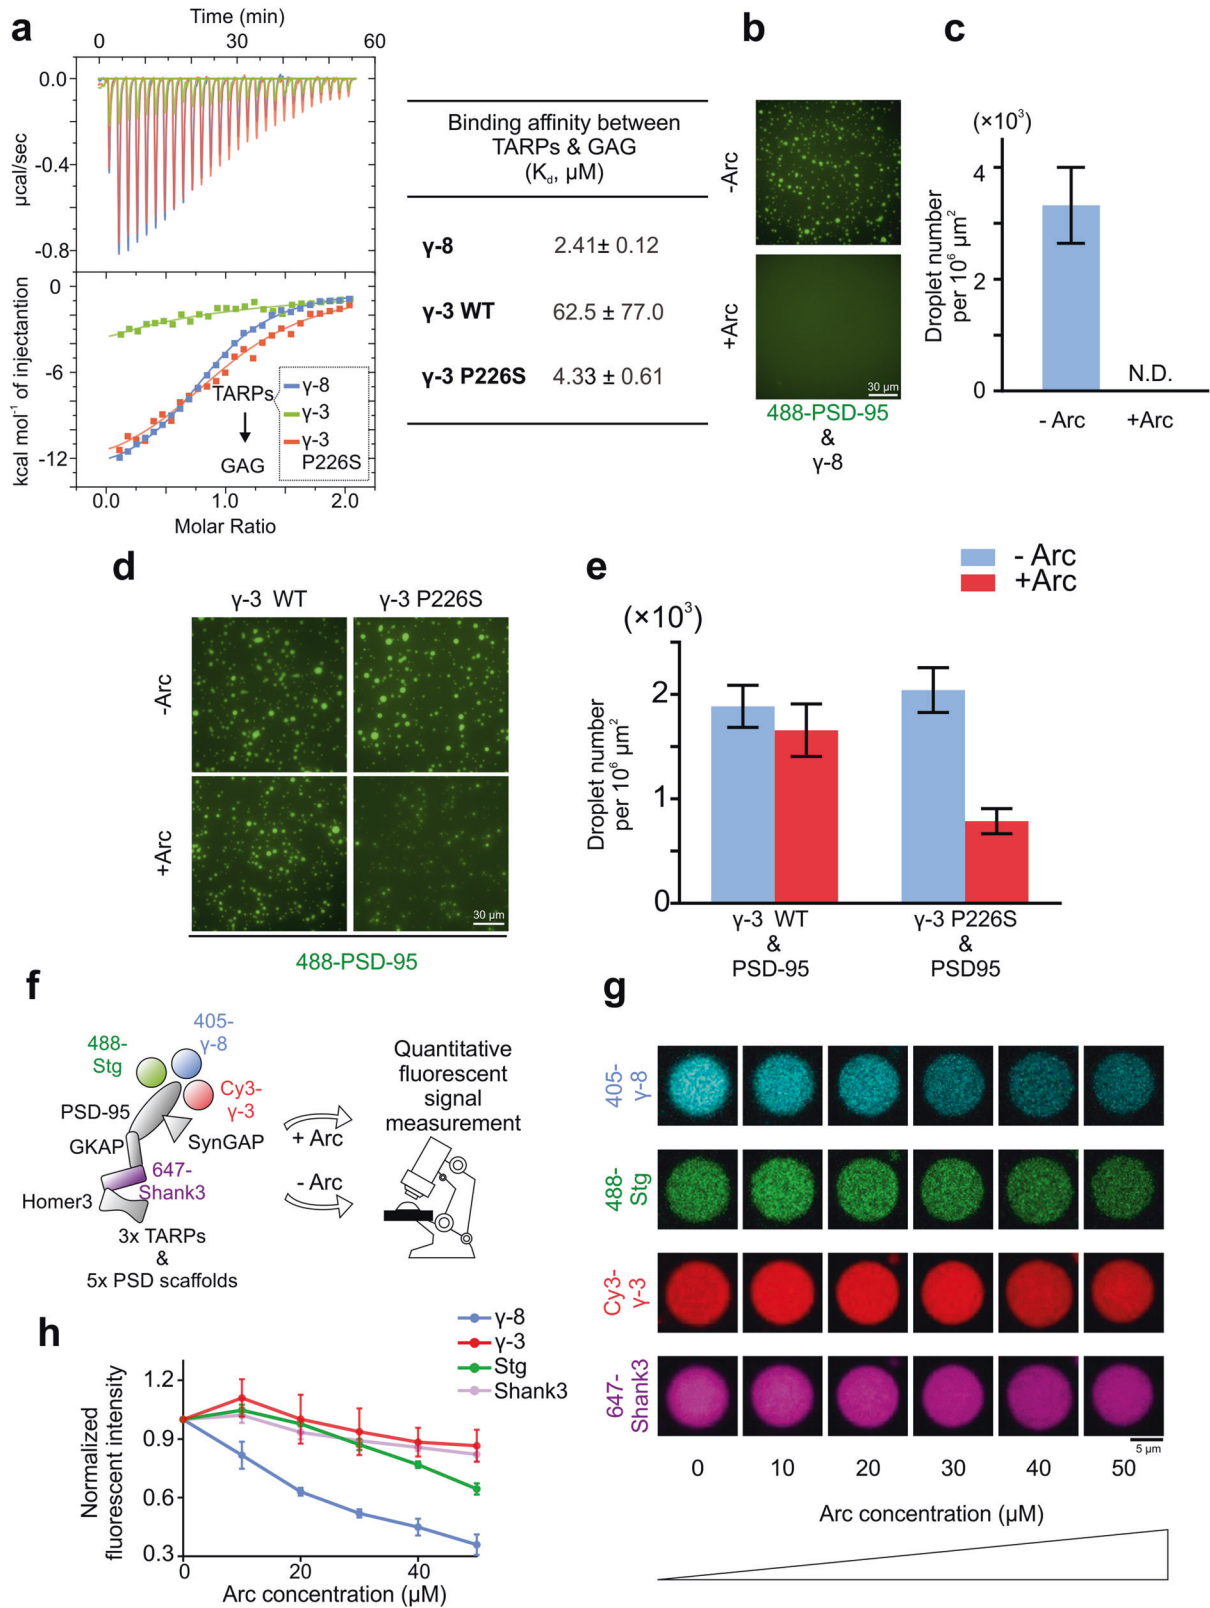 a
Time (min)
0
30
60
0.0
-0.4
-0.8
µcal/sec
0
-6
-12
kcal mol⁻¹ of injectantion
TARPs
GAG
γ-8
γ-3
γ-3
P226S
0.0
1.0
2.0
Molar Ratio
Binding affinity between
TARPs & GAG
(Kd, µM)
γ-8 2.41± 0.12
γ-3 WT 62.5 ± 77.0
γ-3 P226S 4.33 ± 0.61
b
-Arc
+Arc
30 µm
488-PSD-95
&
γ-8
c
(×10³)
Droplet number
per 10⁶ µm²
4
2
0
N.D.
- Arc
+Arc
d
γ-3 WT
γ-3 P226S
-Arc
+Arc
30 µm
488-PSD-95
e
- Arc
+Arc
(×10³)
Droplet number
per 10⁶ µm²
2
1
0
γ-3 WT
&
PSD-95
γ-3 P226S
&
PSD95
f
488-
Stg
405-
γ-8
Cy3-
γ-3
PSD-95
GKAP
SynGAP
647-
Shank3
Homer3
3x TARPs
&
5x PSD scaffolds
+ Arc
- Arc
Quantitative
fluorescent
signal
measurement
g
405-
γ-8
488-
Stg
Cy3-
γ-3
647-
Shank3
5 µm
0
10
20
30
40
50
Arc concentration (µM)
h
γ-8
γ-3
Stg
Shank3
Normalized
fluorescent intensity
1.2
0.9
0.6
0.3
0
20
40
Arc concentration (µM)